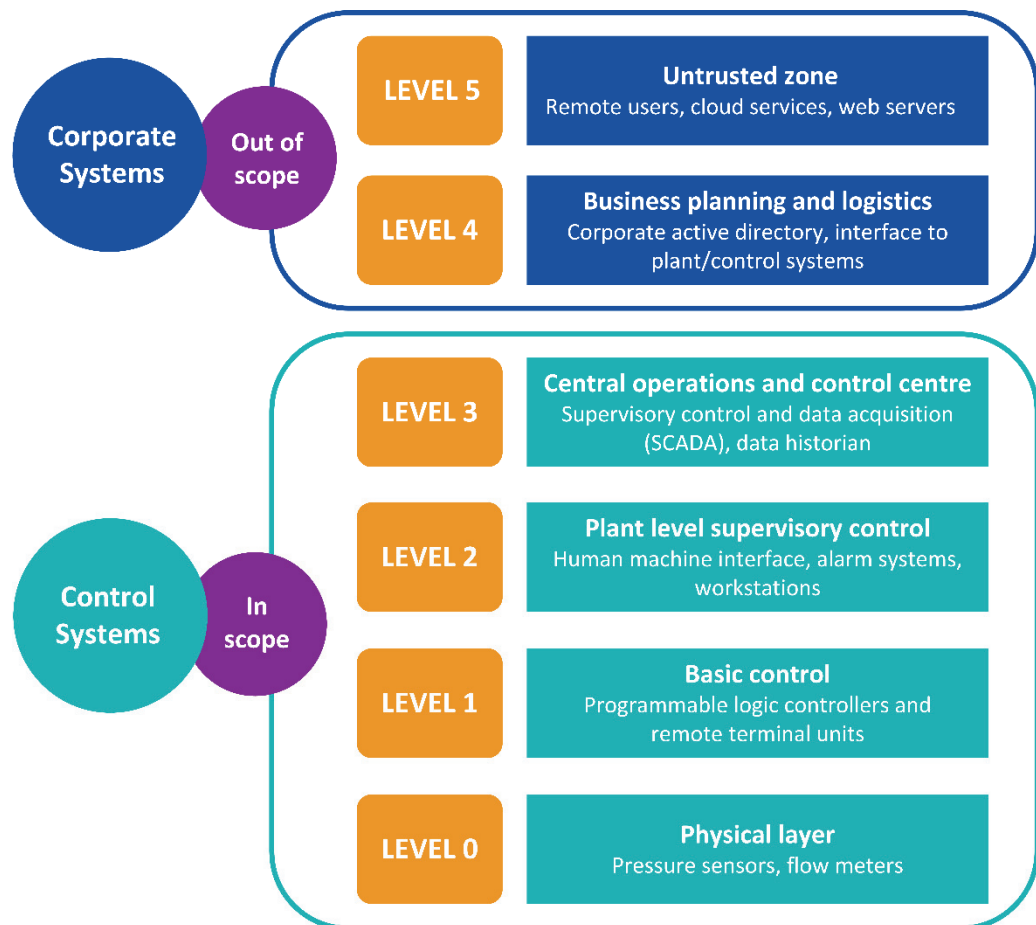 Corporate
Systems
Out of
scope
LEVEL 5
Untrusted zone
Remote users, cloud services, web servers
LEVEL 4
Business planning and logistics
Corporate active directory, interface to
plant/control systems
Control
Systems
In
scope
LEVEL 3
Central operations and control centre
Supervisory control and data acquisition
(SCADA), data historian
LEVEL 2
Plant level supervisory control
Human machine interface, alarm systems,
workstations
LEVEL 1
Basic control
Programmable logic controllers and
remote terminal units
LEVEL 0
Physical layer
Pressure sensors, flow meters